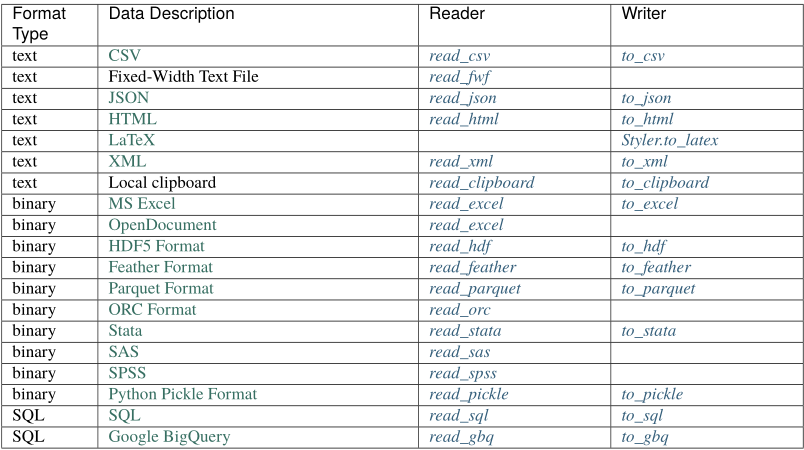 Format Type Data Description Reader Writer
text CSV read_csv to_csv
text Fixed-Width Text File read_fwf
text JSON read_json to_json
text HTML read_html to_html
text LaTeX Styler.to_latex
text XML read_xml to_xml
text Local clipboard read_clipboard to_clipboard
binary MS Excel read_excel to_excel
binary OpenDocument read_excel
binary HDF5 Format read_hdf to_hdf
binary Feather Format read_feather to_feather
binary Parquet Format read_parquet to_parquet
binary ORC Format read_orc
binary Stata read_stata to_stata
binary SAS read_sas
binary SPSS read_spss
binary Python Pickle Format read_pickle to_pickle
SQL SQL read_sql to_sql
SQL Google BigQuery read_gbq to_gbq